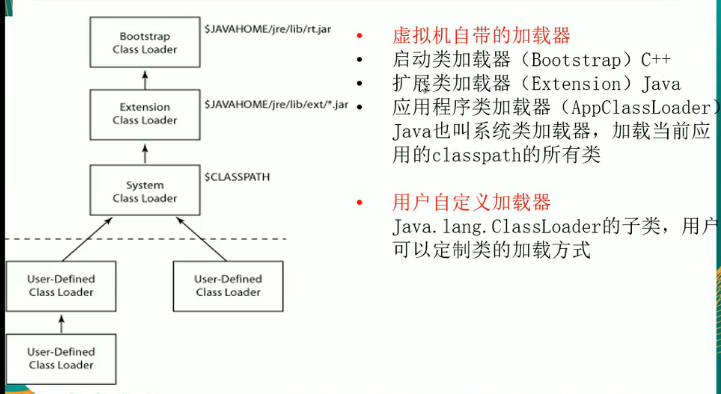 Bootstrap
Class Loader
$JAVAHOME/jre/lib/rt.jar
Extension
Class Loader
$JAVAHOME/jre/lib/ext/*.jar
System
Class Loader
$CLASSPATH
User-Defined
Class Loader
User-Defined
Class Loader
User-Defined
Class Loader
• 虚拟机自带的加载器
• 启动类加载器（Bootstrap）C++
• 扩展类加载器（Extension）Java
• 应用程序类加载器（AppClassLoader）
Java也叫系统类加载器，加载当前应
用的classpath的所有类
• 用户自定义加载器
Java.lang.ClassLoader的子类，用户
可以定制类的加载方式